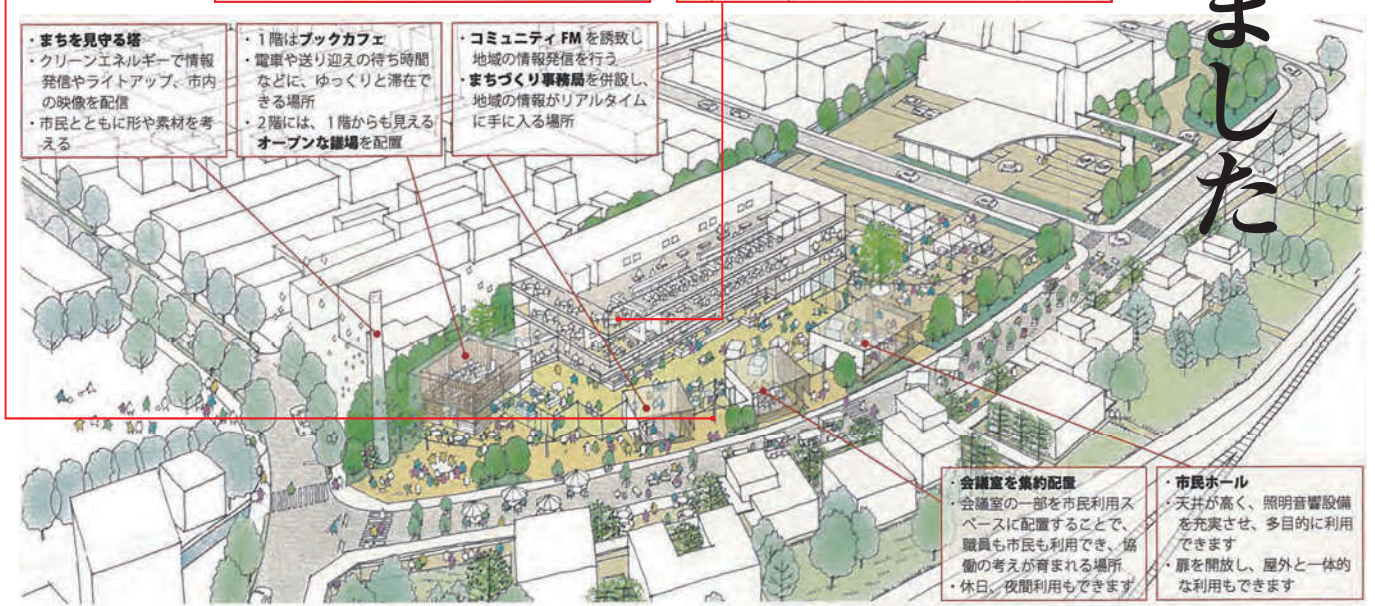 ました
・まちを見守る塔
・クリーンエネルギーで情報
発信やライトアップ、市内
の映像を配信
・市民とともに形や素材を考
える
・1階はブックカフェ
・電車や送り迎えの待ち時間
などに、ゆっくりと滞在で
きる場所
・2階には、1階からも見える
オープンな議場を配置
・コミュニティ FM を誘致し
地域の情報発信を行う
・まちづくり事務局を併設し、
地域の情報がリアルタイム
に手に入る場所
・会議室を集約配置
・会議室の一部を市民利用ス
ペースに配置することで、
職員も市民も利用でき、協
働の考えが育まれる場所
・休日、夜間利用もできます
・市民ホール
・天井が高く、照明音響設備
を充実させ、多目的に利用
できます
・扉を開放し、屋外と一体的
な利用もできます